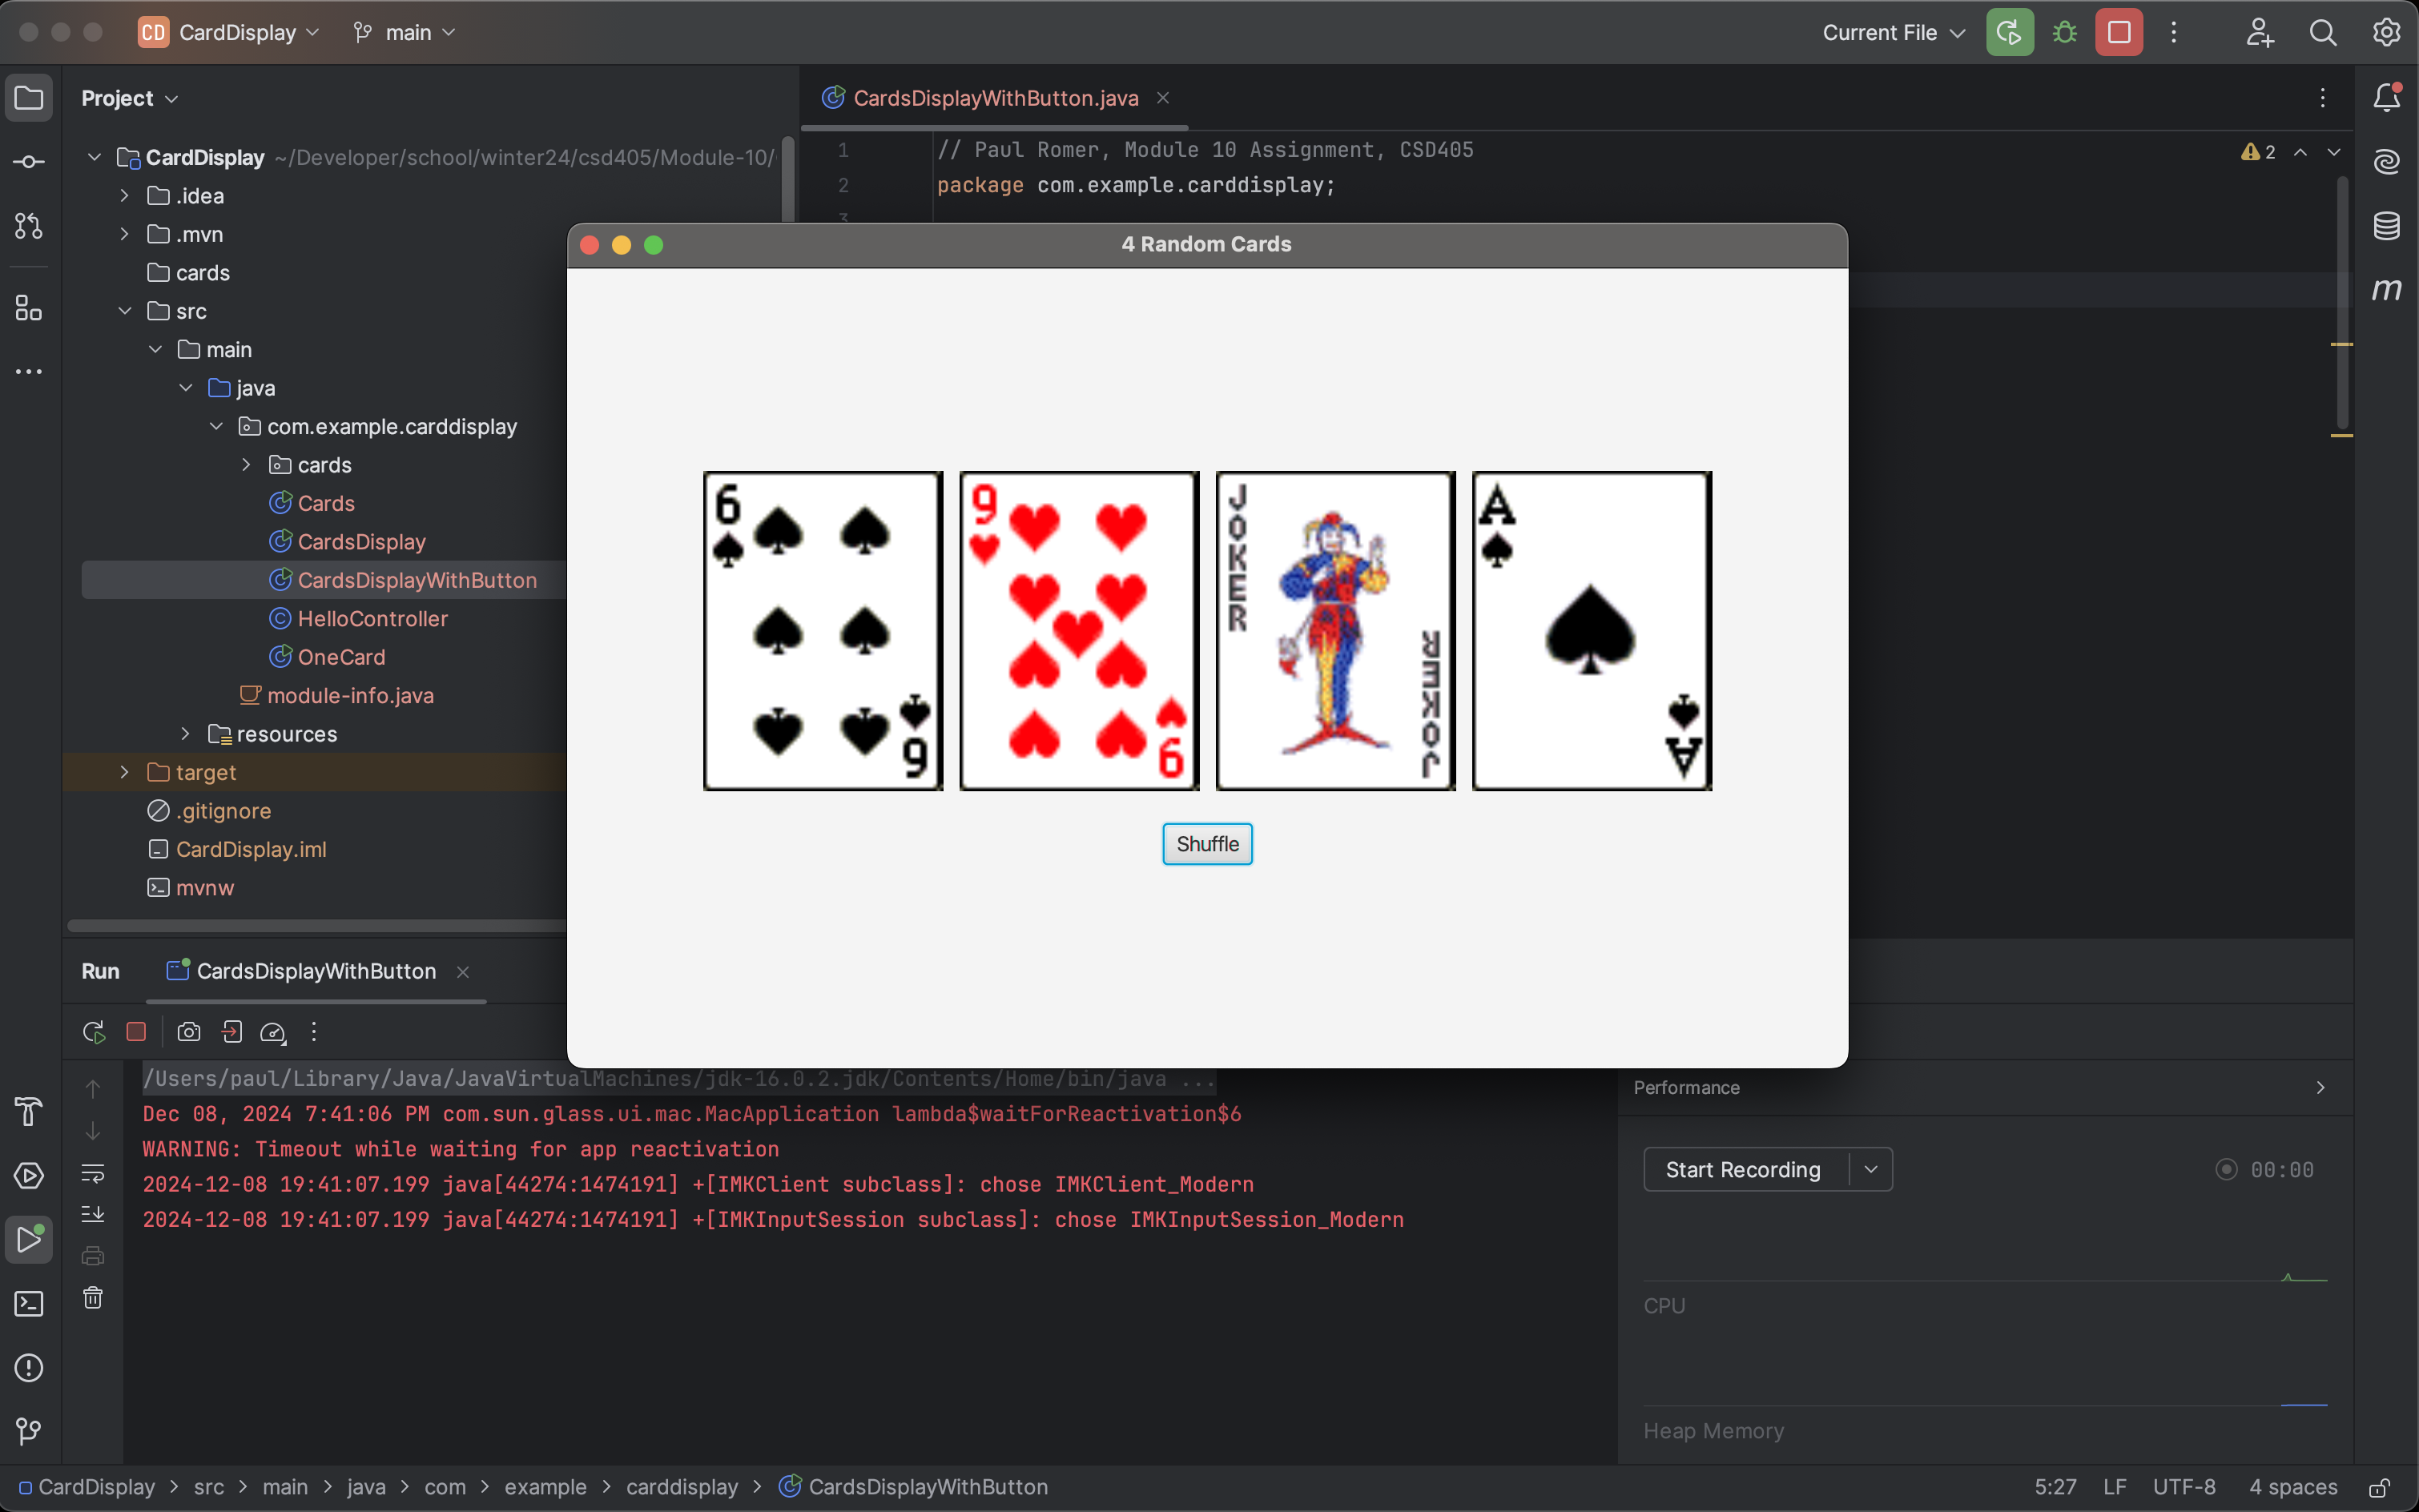 CD CardDisplay main Current File
Project
CardsDisplayWithButton.java
CardDisplay ~/Developer/school/winter24/csd405/Module-10/
.idea
.mvn
cards
src
main
java
com.example.carddisplay
cards
Cards
CardsDisplay
CardsDisplayWithButton
HelloController
OneCard
module-info.java
resources
target
.gitignore
CardDisplay.iml
mvnw
1 // Paul Romer, Module 10 Assignment, CSD405
2 package com.example.carddisplay;
3
2
m
4 Random Cards
6 9 JOKER A
6 9 JOKER A
Shuffle
Run CardsDisplayWithButton
/Users/paul/Library/Java/JavaVirtualMachines/jdk-16.0.2.jdk/Contents/Home/bin/java ...
Dec 08, 2024 7:41:06 PM com.sun.glass.ui.mac.MacApplication lambda$waitForReactivation$6
WARNING: Timeout while waiting for app reactivation
2024-12-08 19:41:07.199 java[44274:1474191] +[IMKClient subclass]: chose IMKClient_Modern
2024-12-08 19:41:07.199 java[44274:1474191] +[IMKInputSession subclass]: chose IMKInputSession_Modern
Performance
Start Recording 00:00
CPU
Heap Memory
CardDisplay > src > main > java > com > example > carddisplay > CardsDisplayWithButton
5:27 LF UTF-8 4 spaces